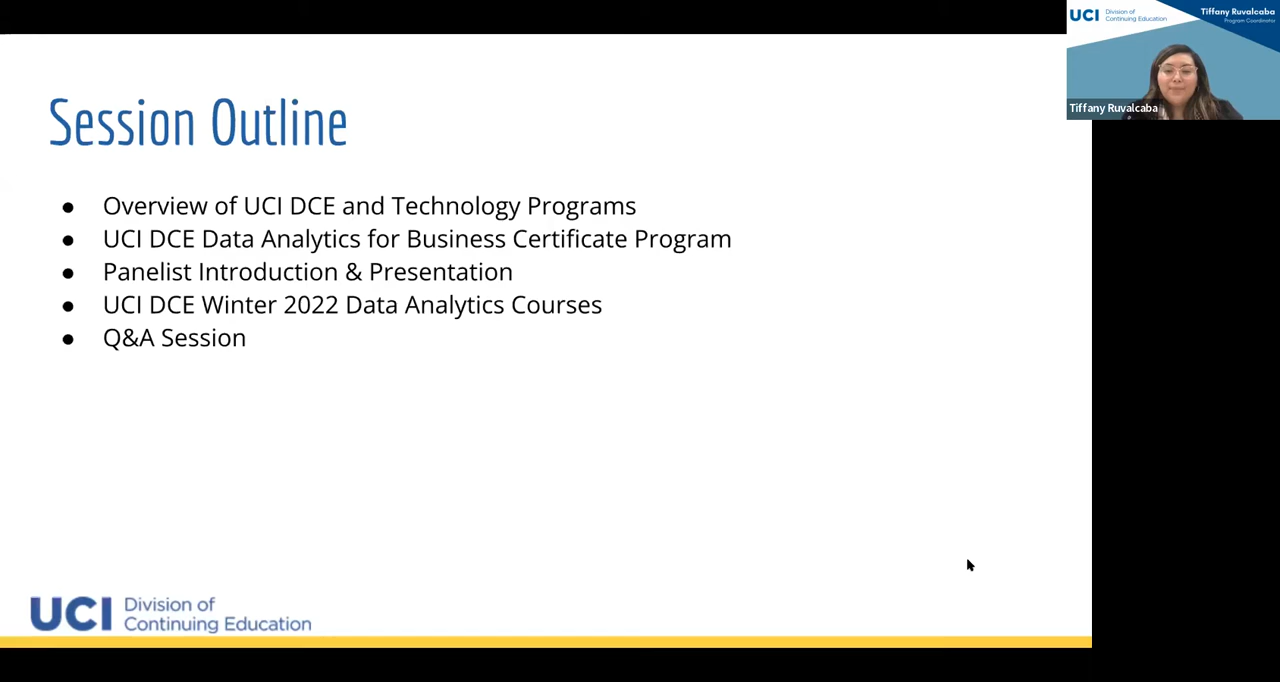 UCI Division of
Continuing Education
Tiffany Ruvalcaba
Program Coordinator
Tiffany Ruvalcaba
Session Outline
● Overview of UCI DCE and Technology Programs
● UCI DCE Data Analytics for Business Certificate Program
● Panelist Introduction & Presentation
● UCI DCE Winter 2022 Data Analytics Courses
● Q&A Session
UCI Division of
Continuing Education